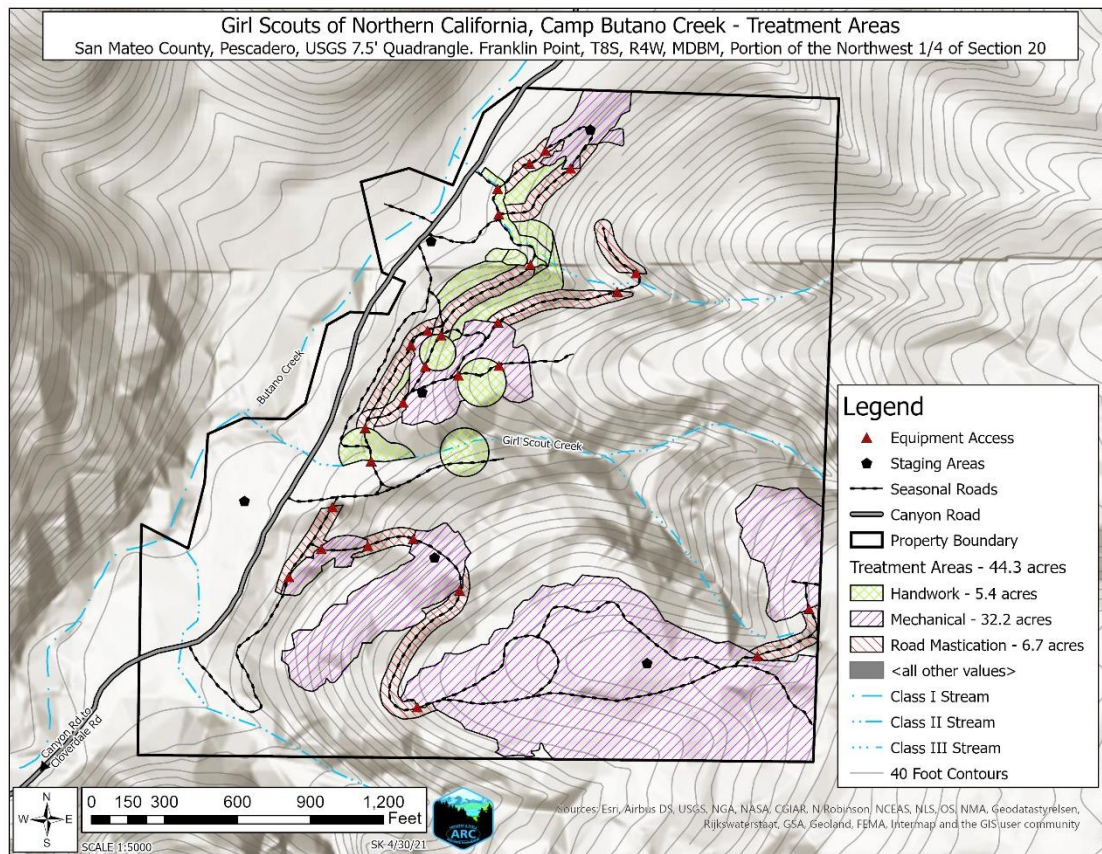 Girl Scouts of Northern California, Camp Butano Creek - Treatment Areas
San Mateo County, Pescadero, USGS 7.5' Quadrangle. Franklin Point, T8S, R4W, MDBM, Portion of the Northwest 1/4 of Section 20
Butano Creek
Girl Scout Creek
Canyon Rd to
Cloverdale Rd
Legend
Equipment Access
Staging Areas
Seasonal Roads
Canyon Road
Property Boundary
Treatment Areas - 44.3 acres
Handwork - 5.4 acres
Mechanical - 32.2 acres
Road Mastication - 6.7 acres
<all other values>
Class I Stream
Class II Stream
Class III Stream
40 Foot Contours
N
W E
S
0 150 300 600 900 1,200
Feet
SCALE 1:5000
SK 4/30/21
ARC
Sources: Esri, Airbus DS, USGS, NGA, NASA, CGIAR, N Robinson, NCEAS, NLS, OS, NMA, Geodatastyrelsen,
Rijkswaterstaat, GSA, Geoland, FEMA, Intermap and the GIS user community